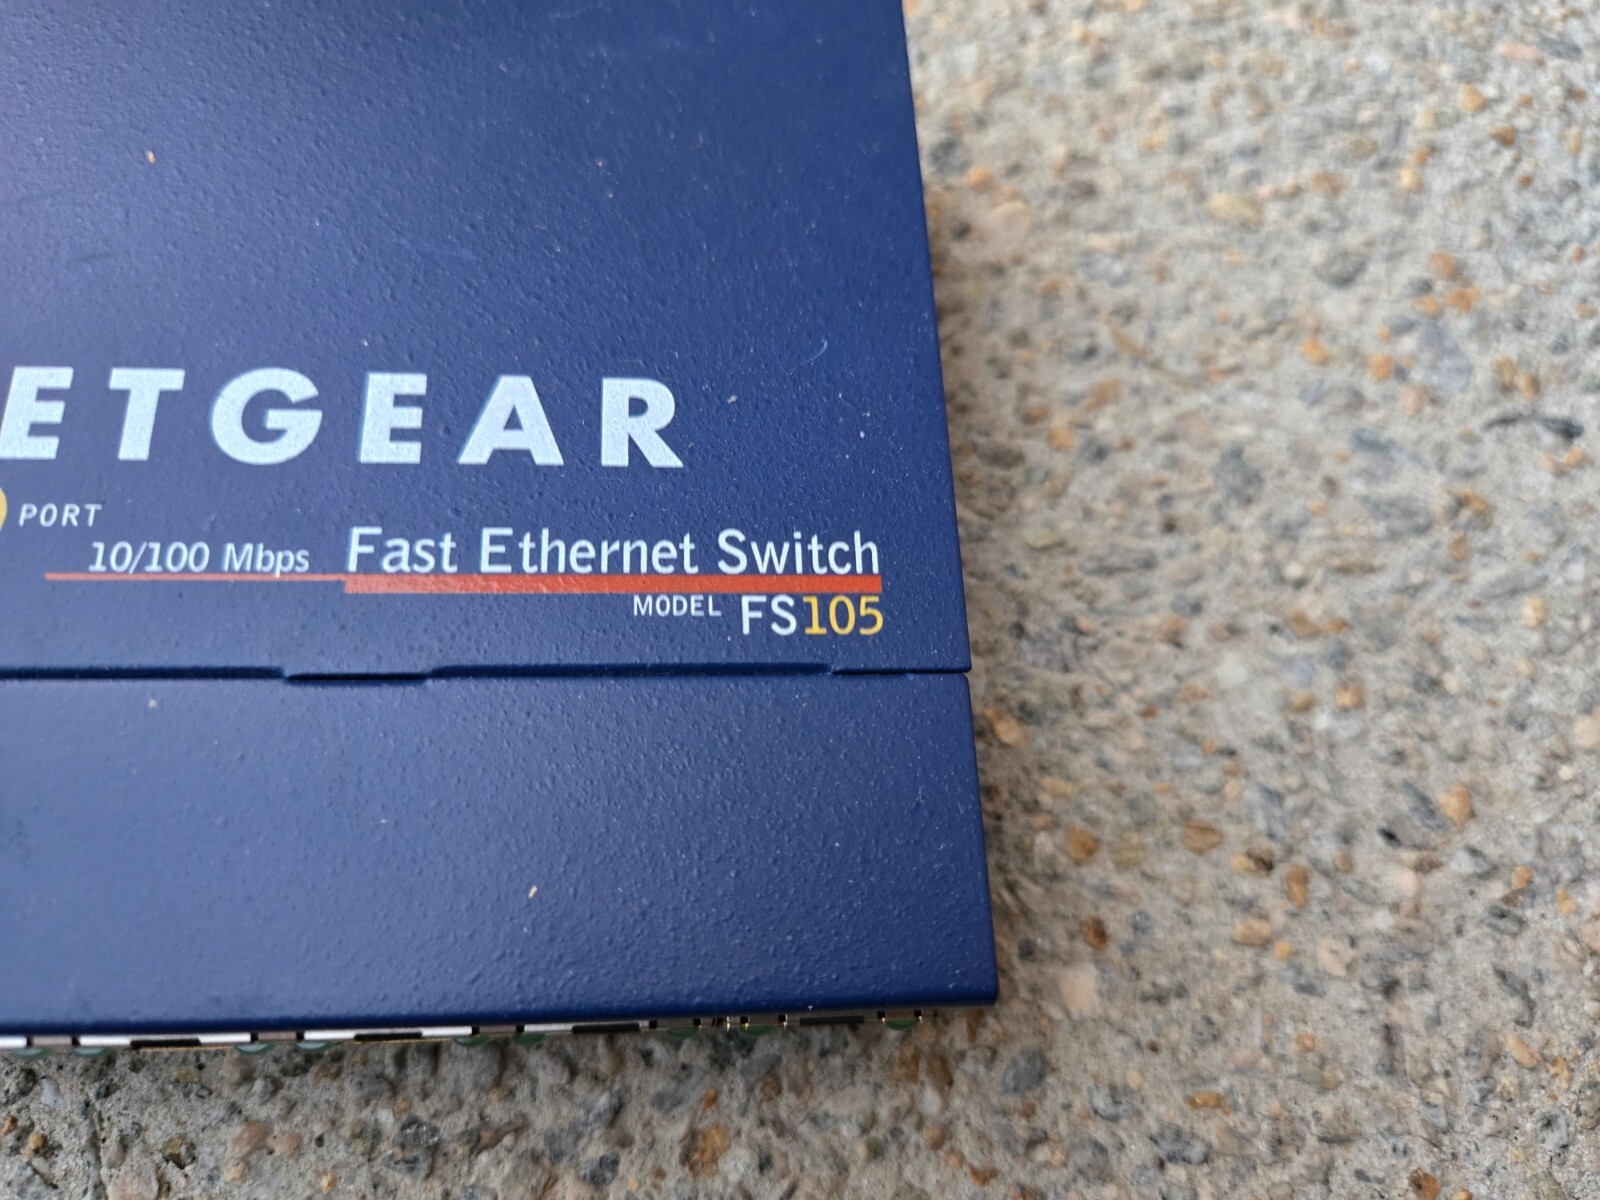 ETGEAR
PORT
10/100 Mbps Fast Ethernet Switch
MODEL FS105